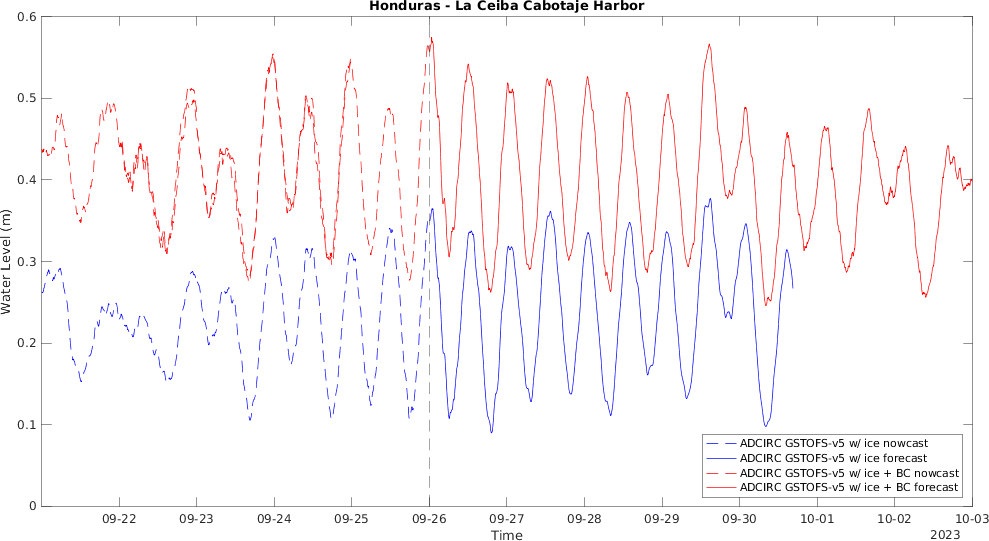 Honduras - La Ceiba Cabotaje Harbor
0.6
0.5
0.4
0.3
0.2
0.1
0
Water Level (m)
ADCIRC GSTOFS-v5 w/ ice nowcast
ADCIRC GSTOFS-v5 w/ ice forecast
ADCIRC GSTOFS-v5 w/ ice + BC nowcast
ADCIRC GSTOFS-v5 w/ ice + BC forecast
09-22 09-23 09-24 09-25 09-26 09-27 09-28 09-29 09-30 10-01 10-02 10-03
Time
2023